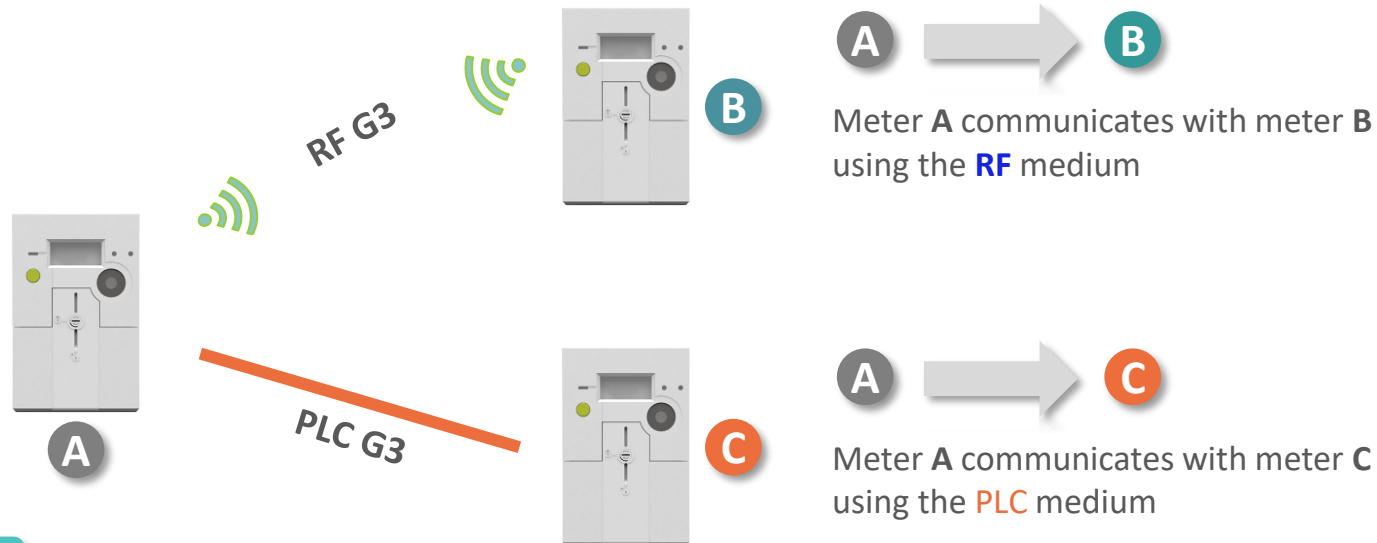 RF G3
B
A
PLC G3
C
A B
Meter A communicates with meter B
using the RF medium
A C
Meter A communicates with meter C
using the PLC medium